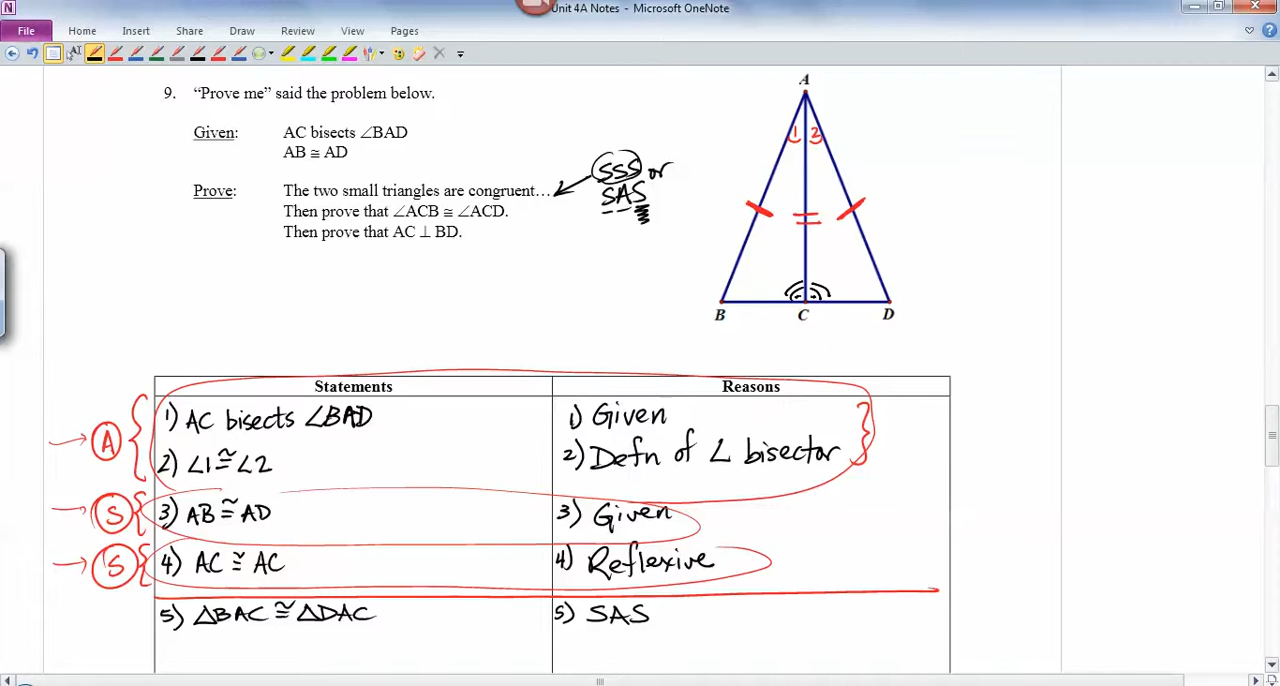 Unit 4A Notes - Microsoft OneNote
File Home Insert Share Draw Review View Pages
9. “Prove me” said the problem below.
Given: AC bisects ∠BAD
AB ≅ AD
Prove: The two small triangles are congruent…
Then prove that ∠ACB ≅ ∠ACD.
Then prove that AC ⊥ BD.
SSS or
SAS
A
1 2
B C D
Statements Reasons
A
1) AC bisects ∠BAD 1) Given
2) ∠1 ≅ ∠2 2) Defn of ∠ bisector
S 3) AB ≅ AD 3) Given
S 4) AC ≅ AC 4) Reflexive
5) △BAC ≅ △DAC 5) SAS